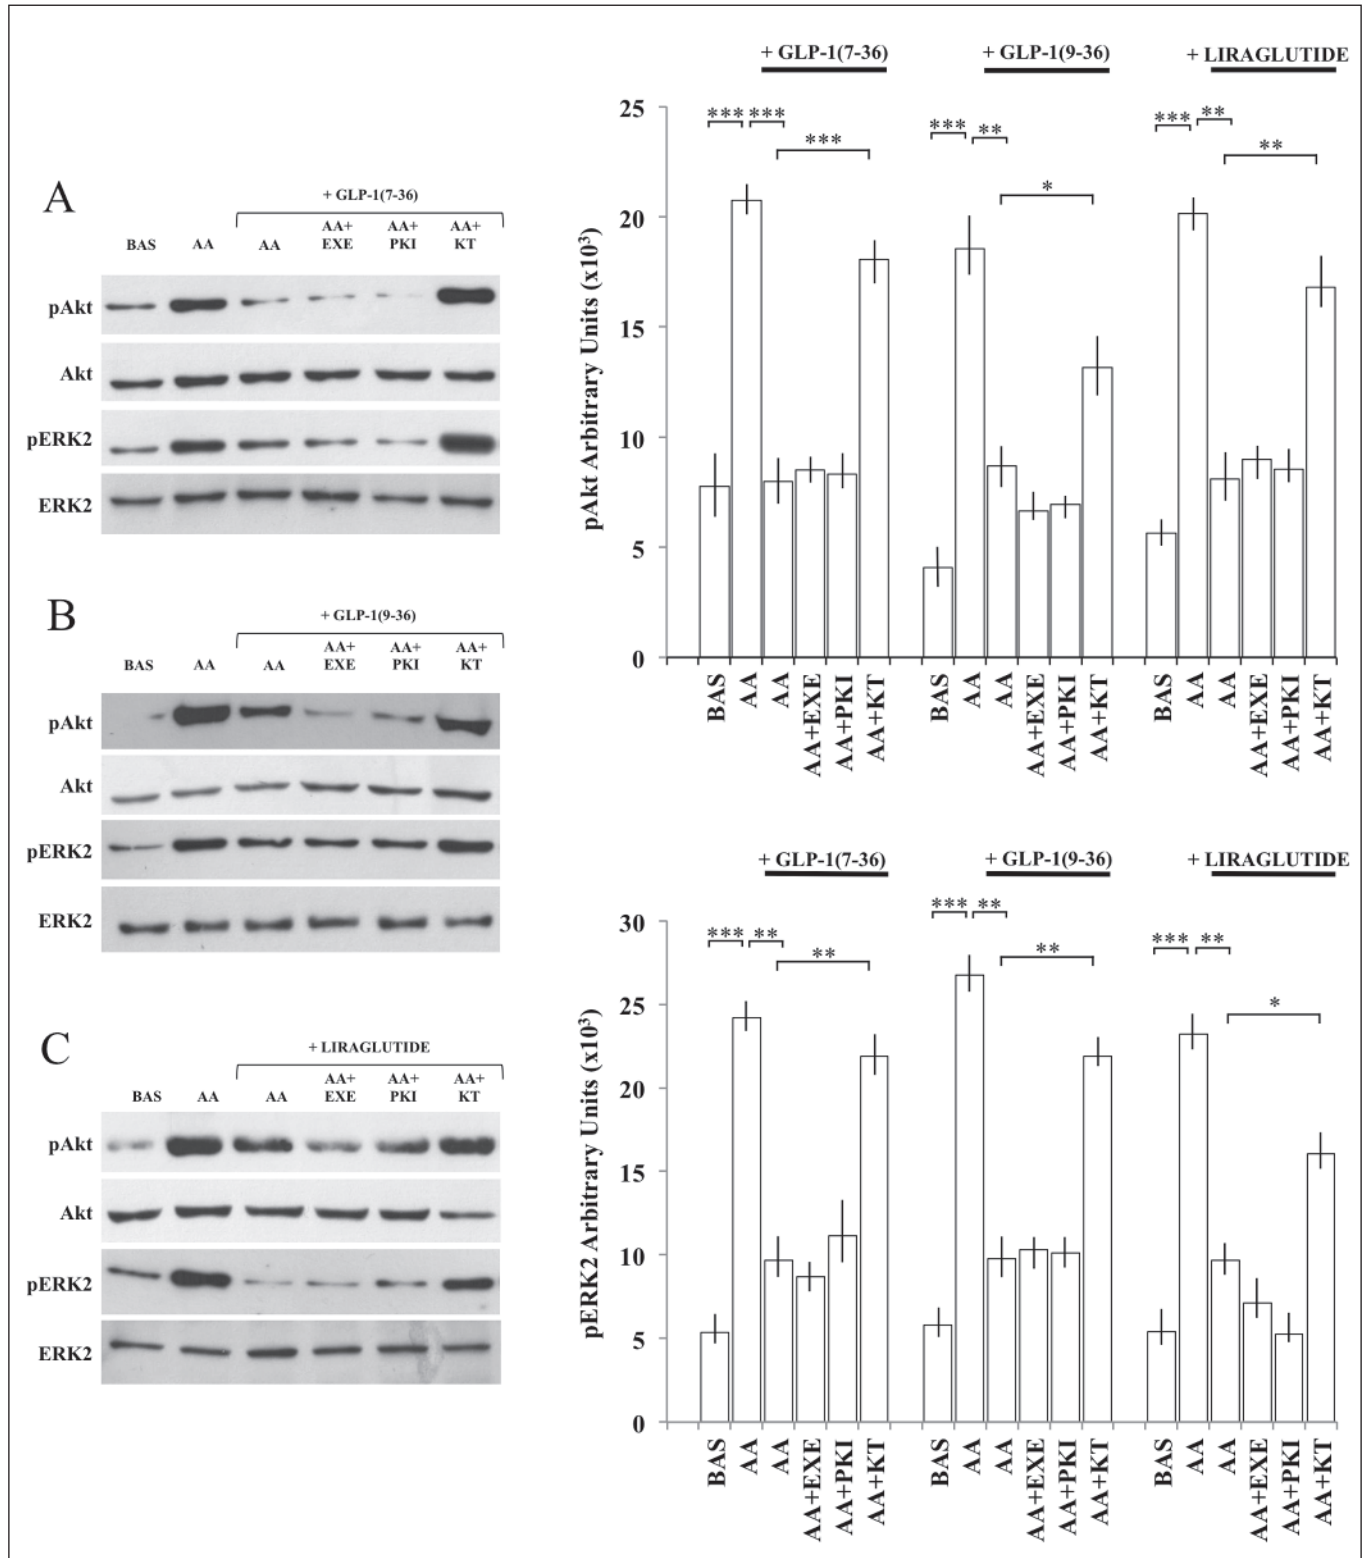 A
+ GLP-1(7-36)
BAS AA AA AA+ EXE AA+ PKI AA+ KT
pAkt
Akt
pERK2
ERK2
B
+ GLP-1(9-36)
BAS AA AA AA+ EXE AA+ PKI AA+ KT
pAkt
Akt
pERK2
ERK2
C
+ LIRAGLUTIDE
BAS AA AA AA+ EXE AA+ PKI AA+ KT
pAkt
Akt
pERK2
ERK2
+ GLP-1(7-36) + GLP-1(9-36) + LIRAGLUTIDE
*** *** *** *** ** * *** ** **
pAkt Arbitrary Units (x10³)
25
20
15
10
5
0
BAS AA AA AA+EXE AA+PKI AA+KT BAS AA AA AA+EXE AA+PKI AA+KT BAS AA AA AA+EXE AA+PKI AA+KT
+ GLP-1(7-36) + GLP-1(9-36) + LIRAGLUTIDE
*** ** ** *** ** ** *** ** *
pERK2 Arbitrary Units (x10³)
30
25
20
15
10
5
0
BAS AA AA AA+EXE AA+PKI AA+KT BAS AA AA AA+EXE AA+PKI AA+KT BAS AA AA AA+EXE AA+PKI AA+KT